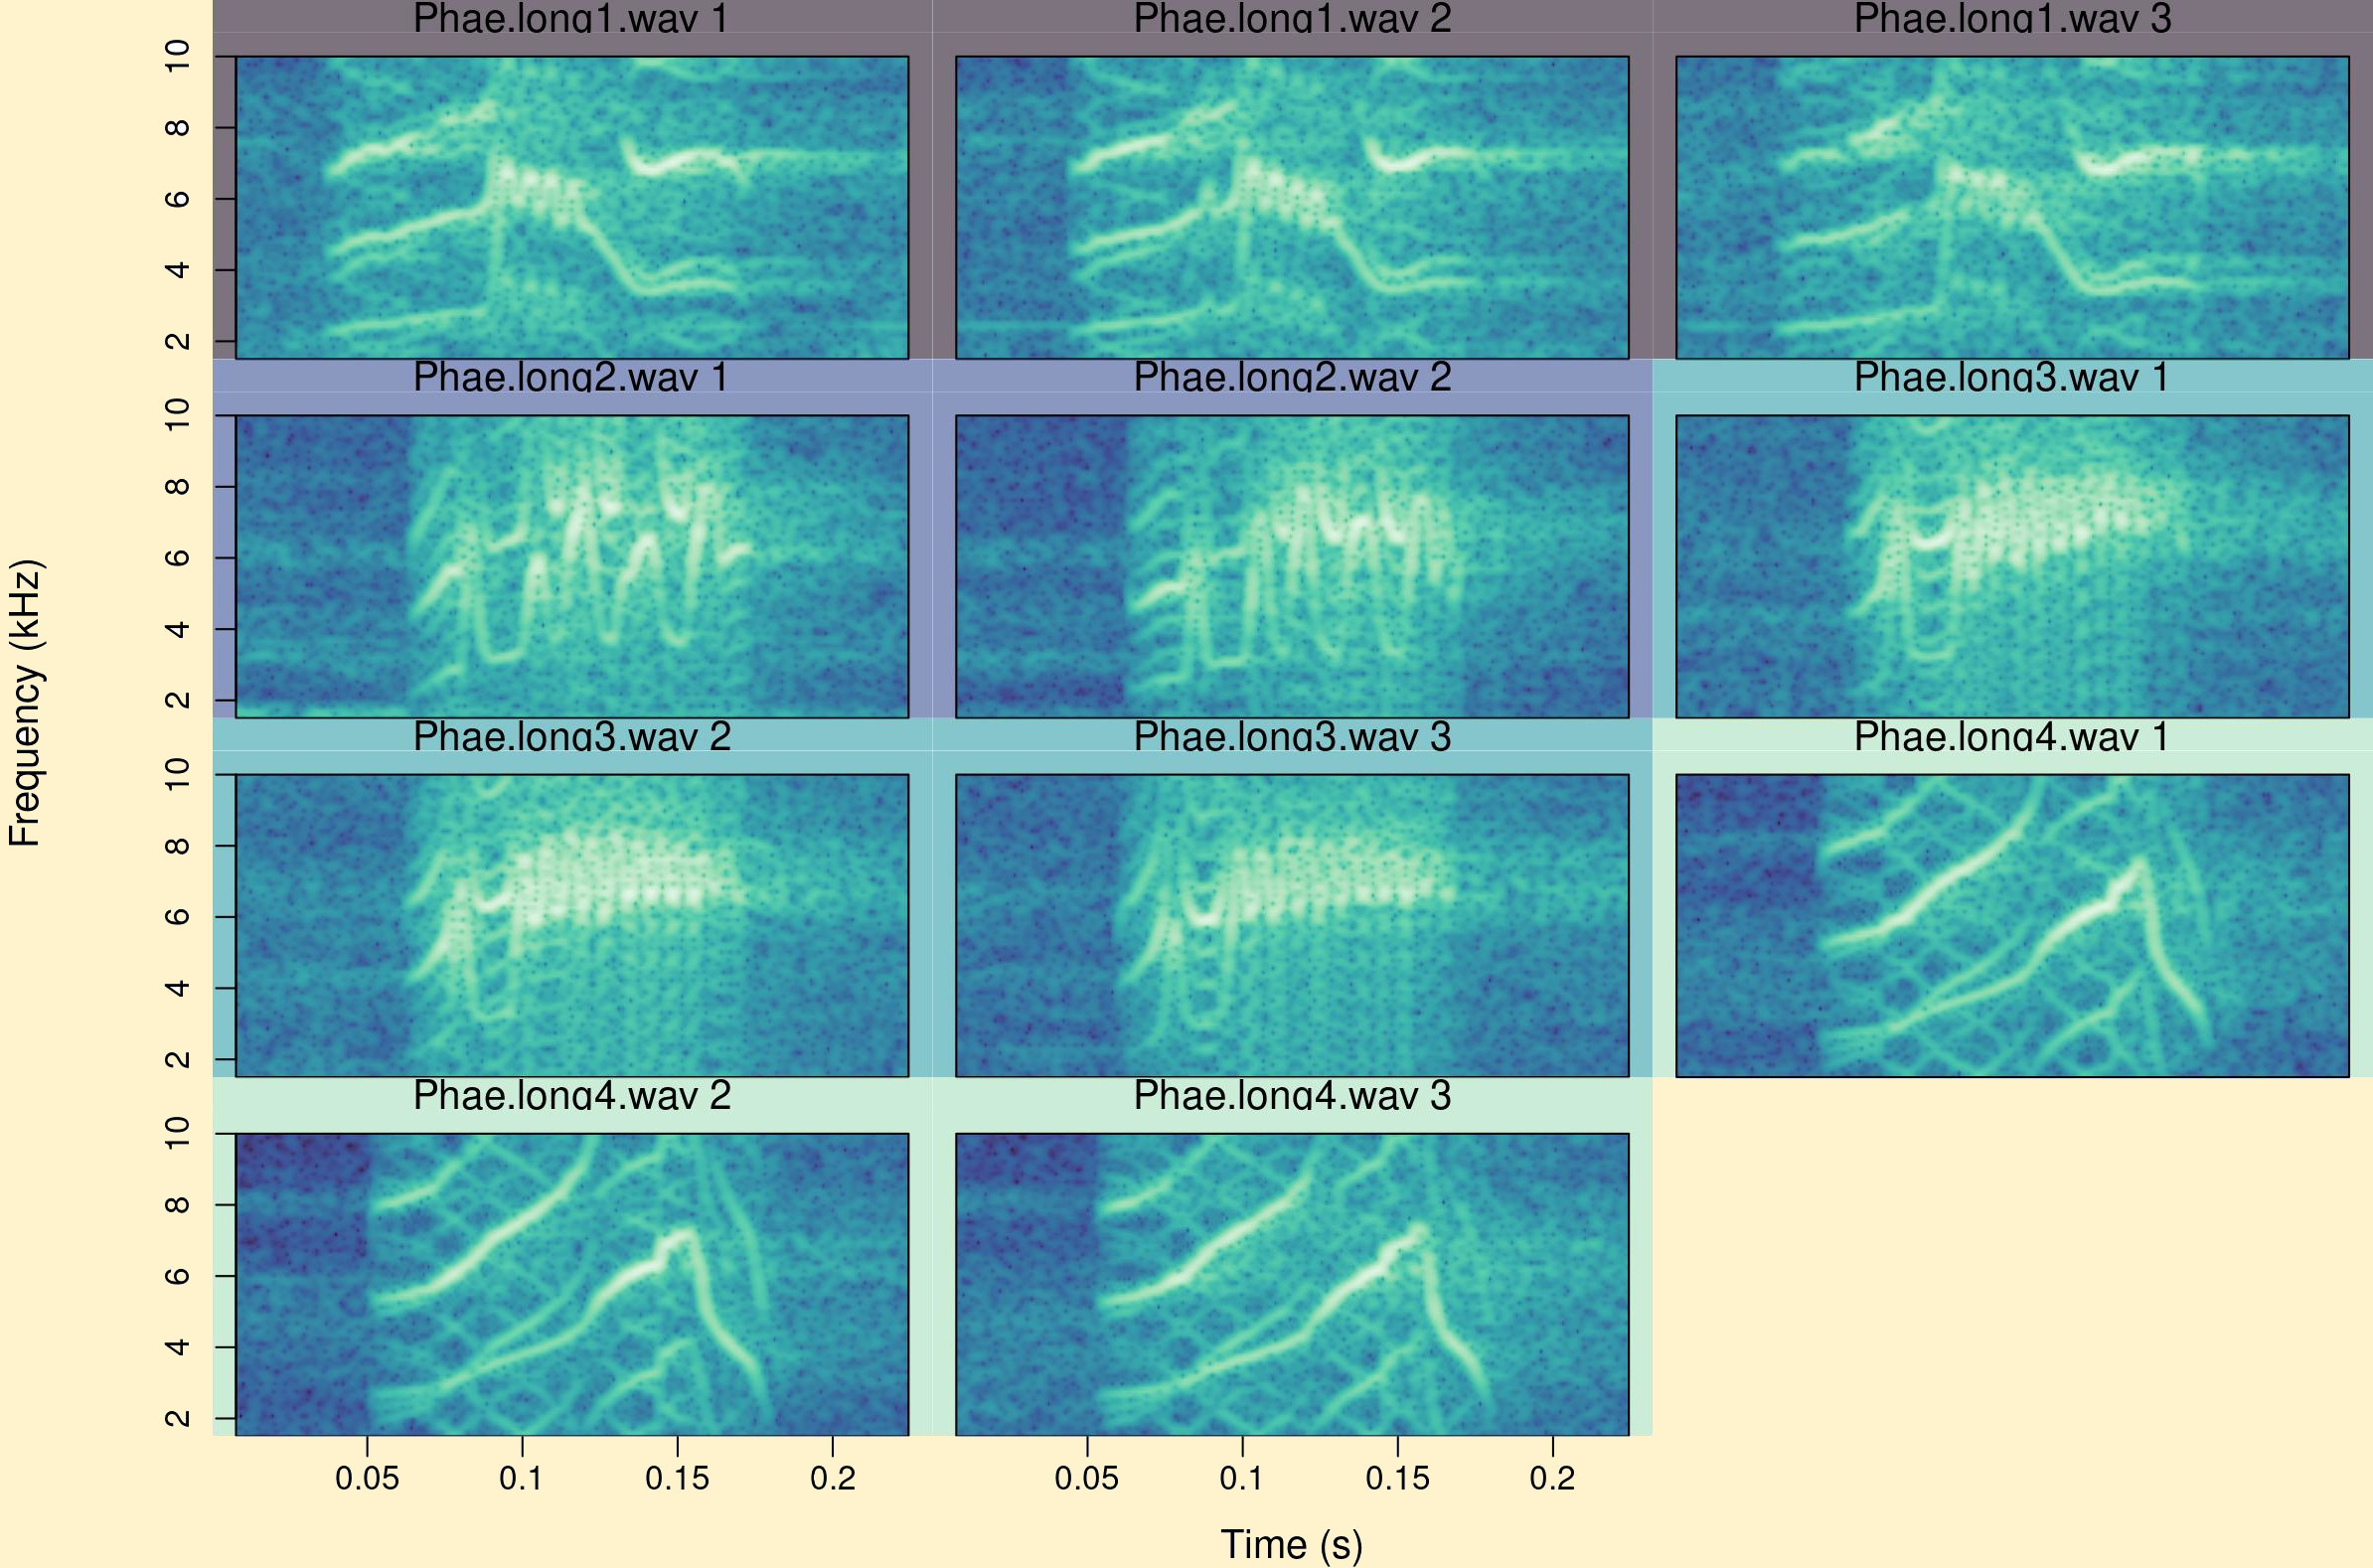 Phae.long1.wav 1
Phae.long1.wav 2
Phae.long1.wav 3
10
8
6
4
2
Phae.long2.wav 1
Phae.long2.wav 2
Phae.long3.wav 1
10
8
6
4
2
Frequency (kHz)
Phae.long3.wav 2
Phae.long3.wav 3
Phae.long4.wav 1
10
8
6
4
2
Phae.long4.wav 2
Phae.long4.wav 3
10
8
6
4
2
0.05 0.1 0.15 0.2
0.05 0.1 0.15 0.2
Time (s)